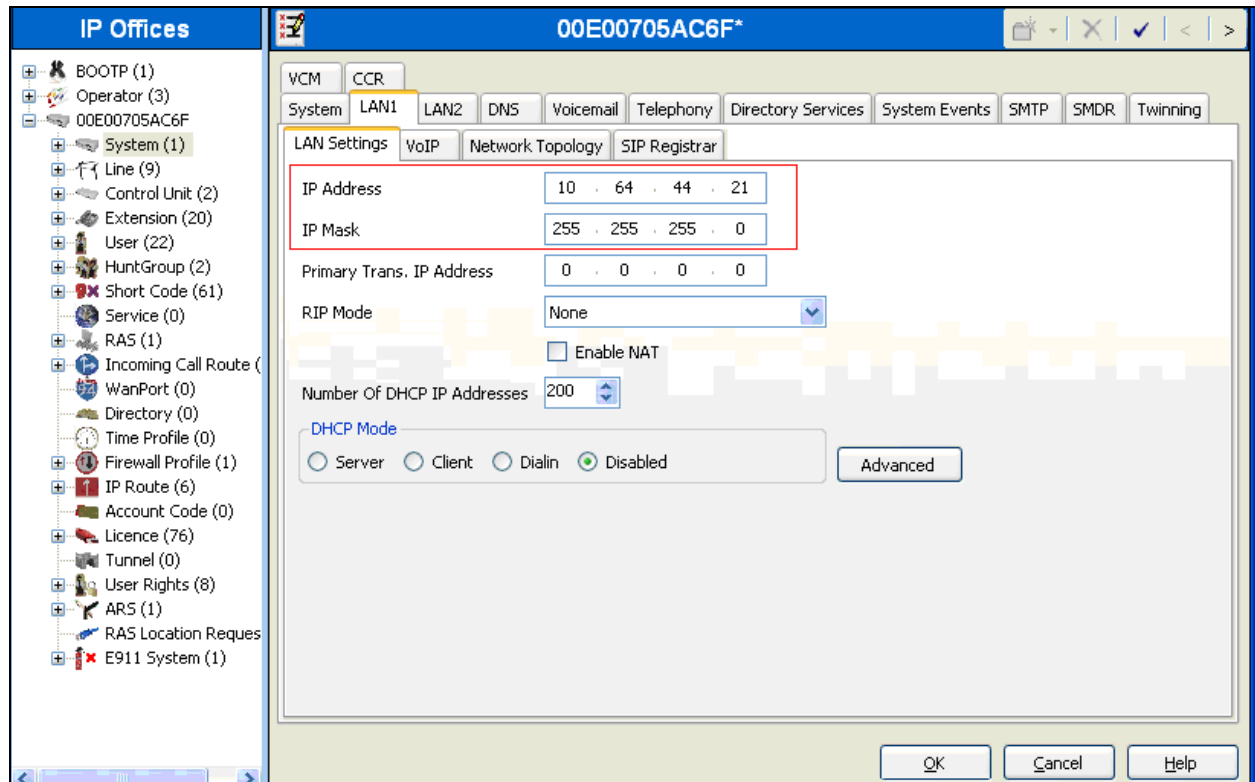 IP Offices
BOOTP (1)
Operator (3)
00E00705AC6F
System (1)
Line (9)
Control Unit (2)
Extension (20)
User (22)
HuntGroup (2)
Short Code (61)
Service (0)
RAS (1)
Incoming Call Route (
WanPort (0)
Directory (0)
Time Profile (0)
Firewall Profile (1)
IP Route (6)
Account Code (0)
Licence (76)
Tunnel (0)
User Rights (8)
ARS (1)
RAS Location Reques
E911 System (1)
00E00705AC6F*
VCM CCR
System LAN1 LAN2 DNS Voicemail Telephony Directory Services System Events SMTP SMDR Twinning
LAN Settings VoIP Network Topology SIP Registrar
IP Address 10 . 64 . 44 . 21
IP Mask 255 . 255 . 255 . 0
Primary Trans. IP Address 0 . 0 . 0 . 0
RIP Mode None
Enable NAT
Number Of DHCP IP Addresses 200
DHCP Mode
Server Client Dialin Disabled Advanced
OK Cancel Help